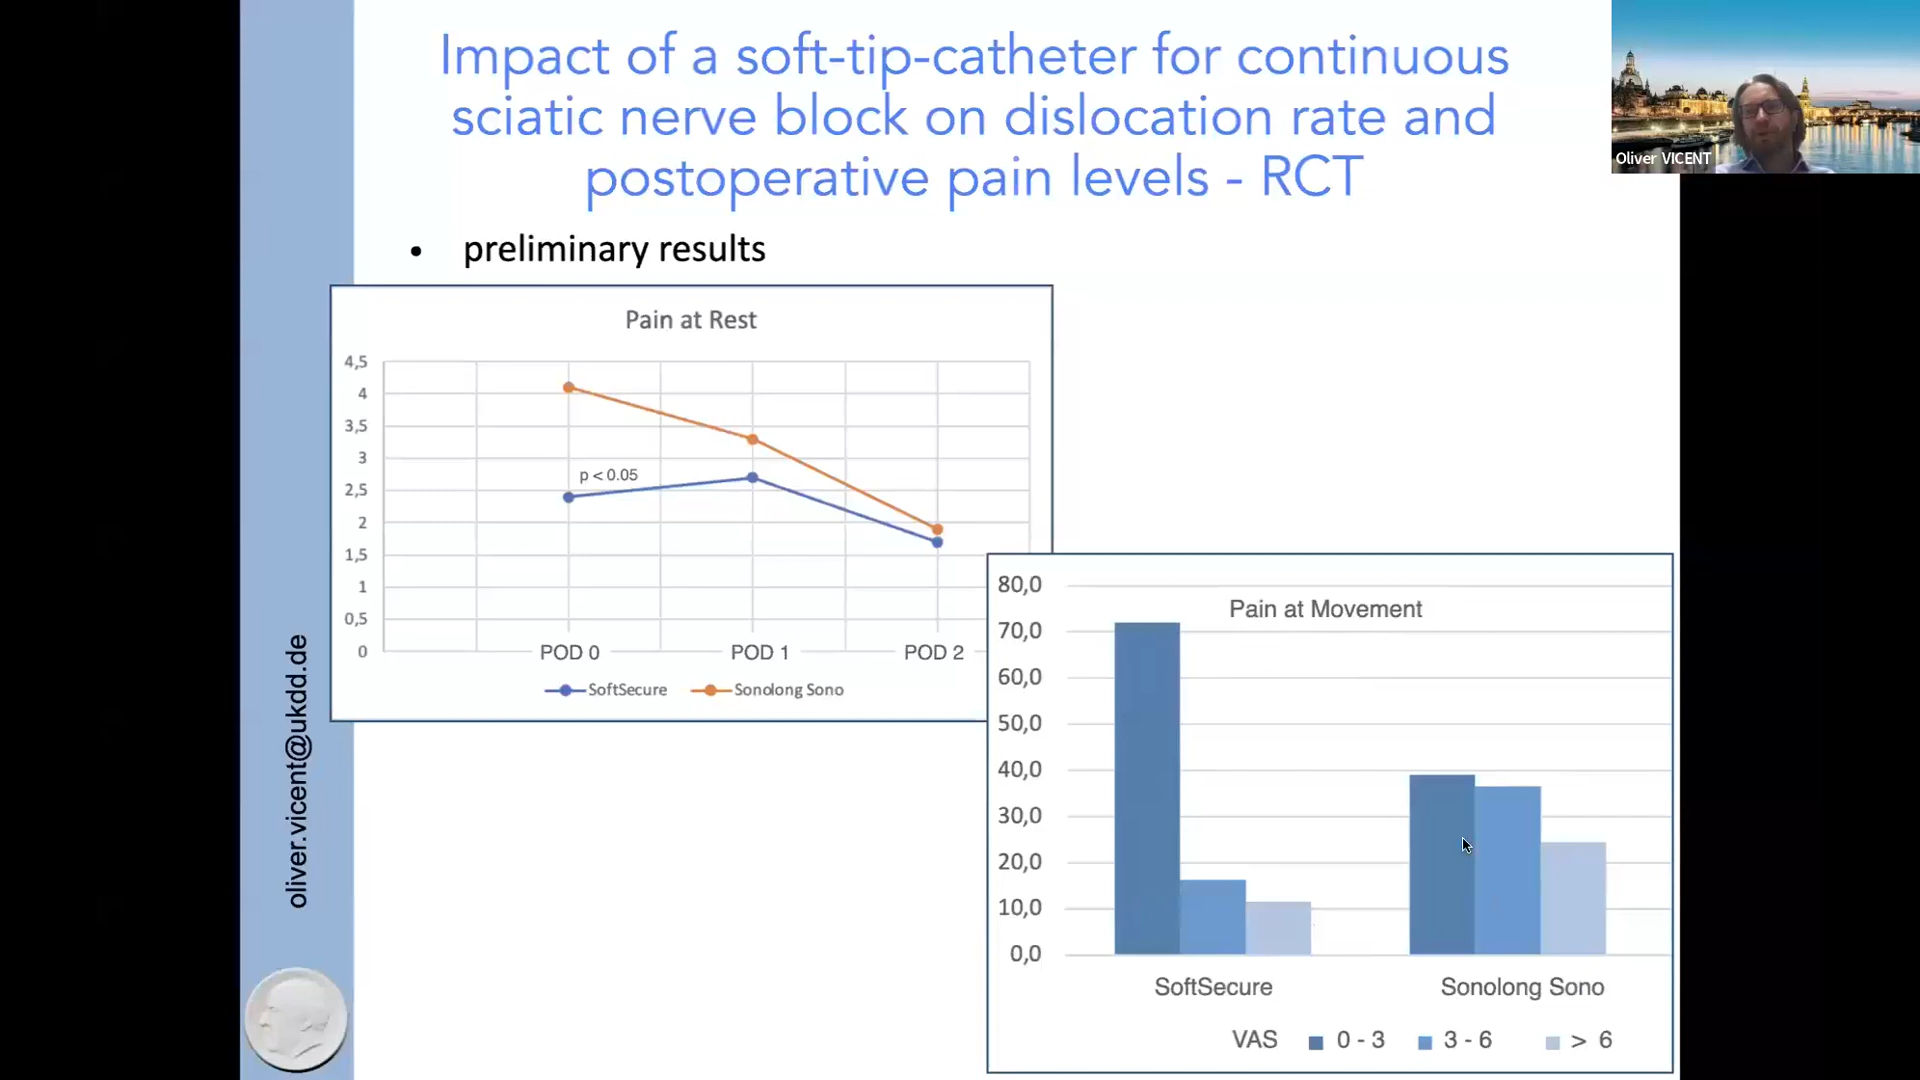 Impact of a soft-tip-catheter for continuous
sciatic nerve block on dislocation rate and
postoperative pain levels - RCT
Oliver VICENT
• preliminary results
Pain at Rest
4,5
4
3,5
3
2,5
2
1,5
1
0,5
0
p < 0.05
POD 0 POD 1 POD 2
SoftSecure Sonolong Sono
Pain at Movement
80,0
70,0
60,0
50,0
40,0
30,0
20,0
10,0
0,0
SoftSecure Sonolong Sono
VAS 0 - 3 3 - 6 > 6
oliver.vicent@ukdd.de